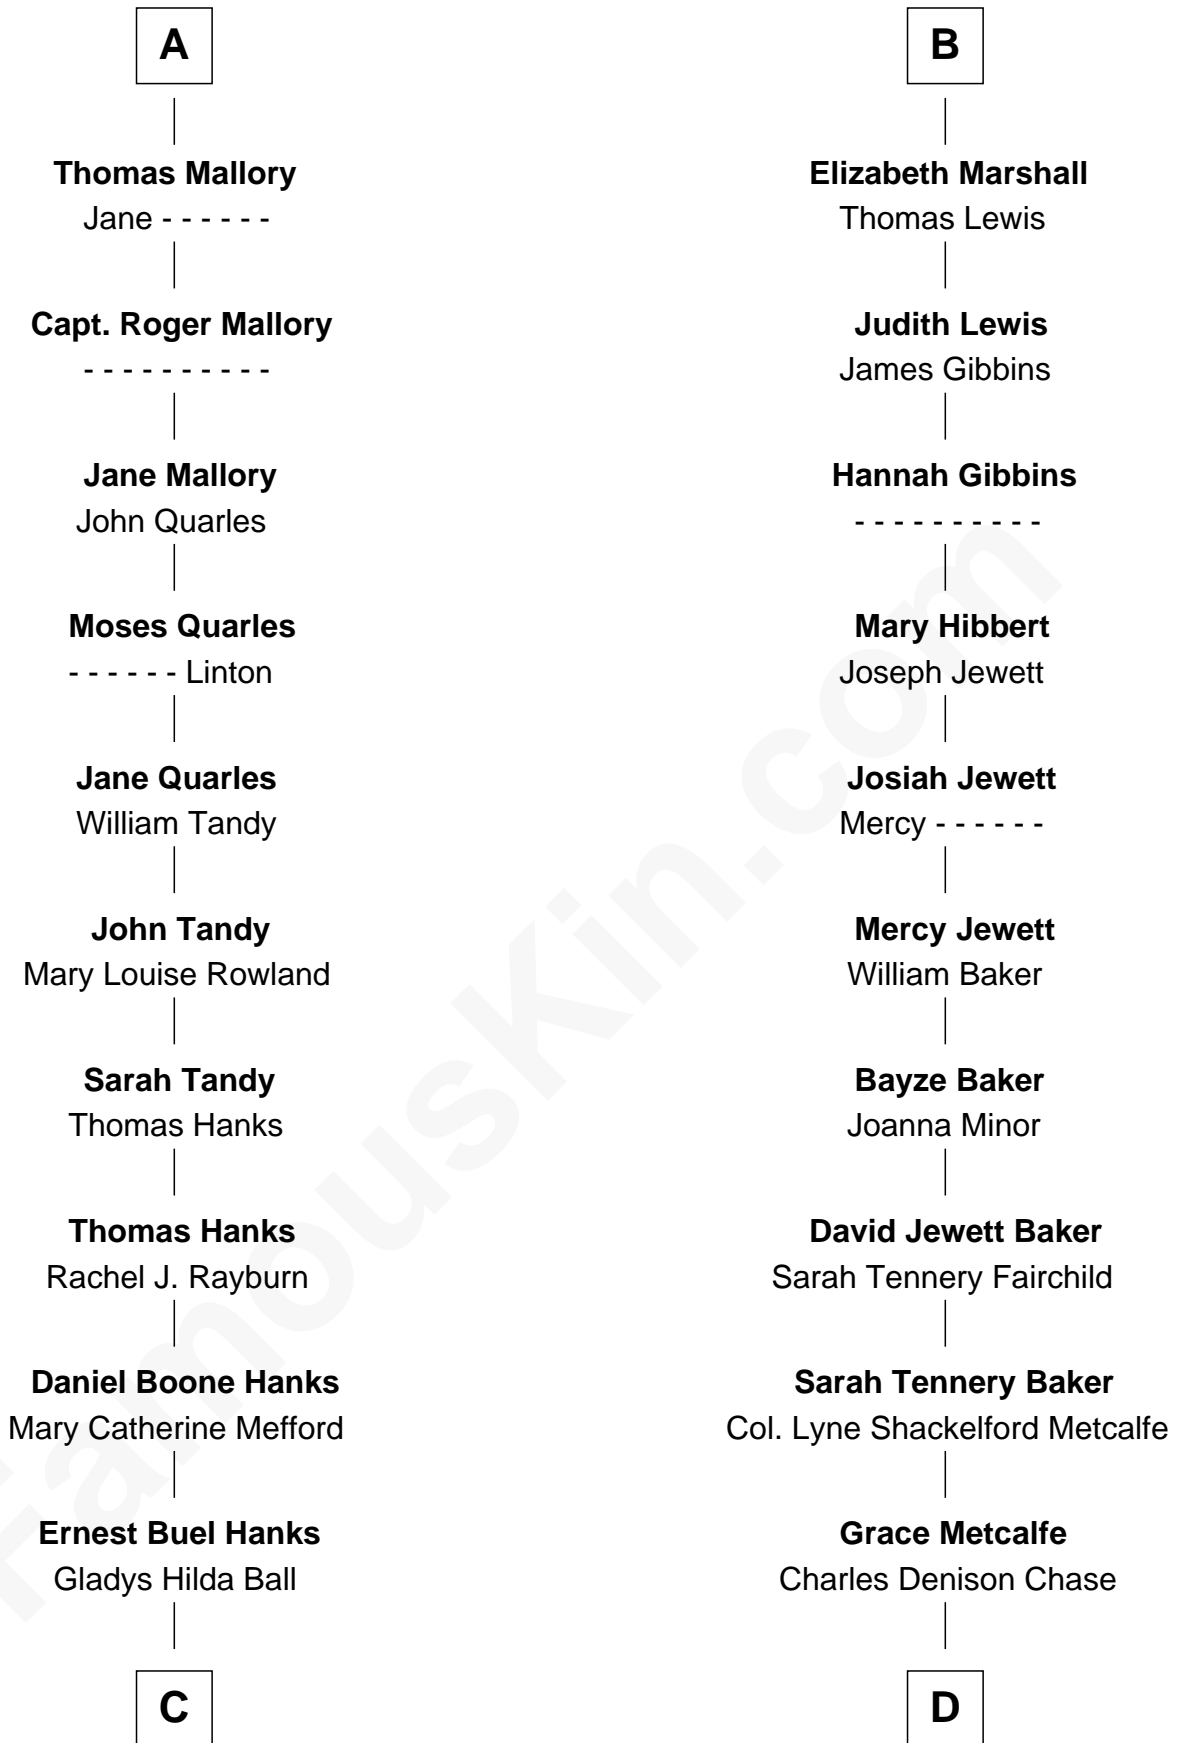 A
Thomas Mallory
Jane - - - - - -
Capt. Roger Mallory
- - - - - - - - - -
Jane Mallory
John Quarles
Moses Quarles
- - - - - - Linton
Jane Quarles
William Tandy
John Tandy
Mary Louise Rowland
Sarah Tandy
Thomas Hanks
Thomas Hanks
Rachel J. Rayburn
Daniel Boone Hanks
Mary Catherine Mefford
Ernest Buel Hanks
Gladys Hilda Ball
C
B
Elizabeth Marshall
Thomas Lewis
Judith Lewis
James Gibbins
Hannah Gibbins
- - - - - - - - - -
Mary Hibbert
Joseph Jewett
Josiah Jewett
Mercy - - - - - -
Mercy Jewett
William Baker
Bayze Baker
Joanna Minor
David Jewett Baker
Sarah Tennery Fairchild
Sarah Tennery Baker
Col. Lyne Shackelford Metcalfe
Grace Metcalfe
Charles Denison Chase
D
FamousKin.com